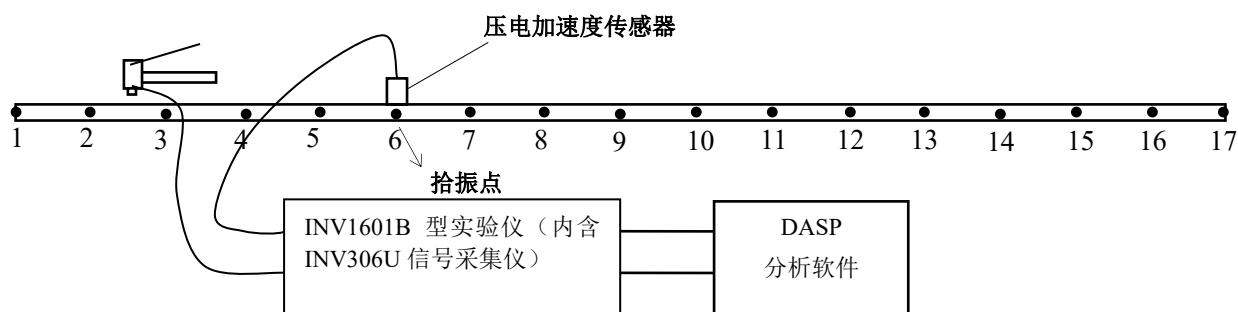 压电加速度传感器
1 2 3 4 5 6 7 8 9 10 11 12 13 14 15 16 17
拾振点
INV1601B 型实验仪（内含
INV306U 信号采集仪）
DASP
分析软件